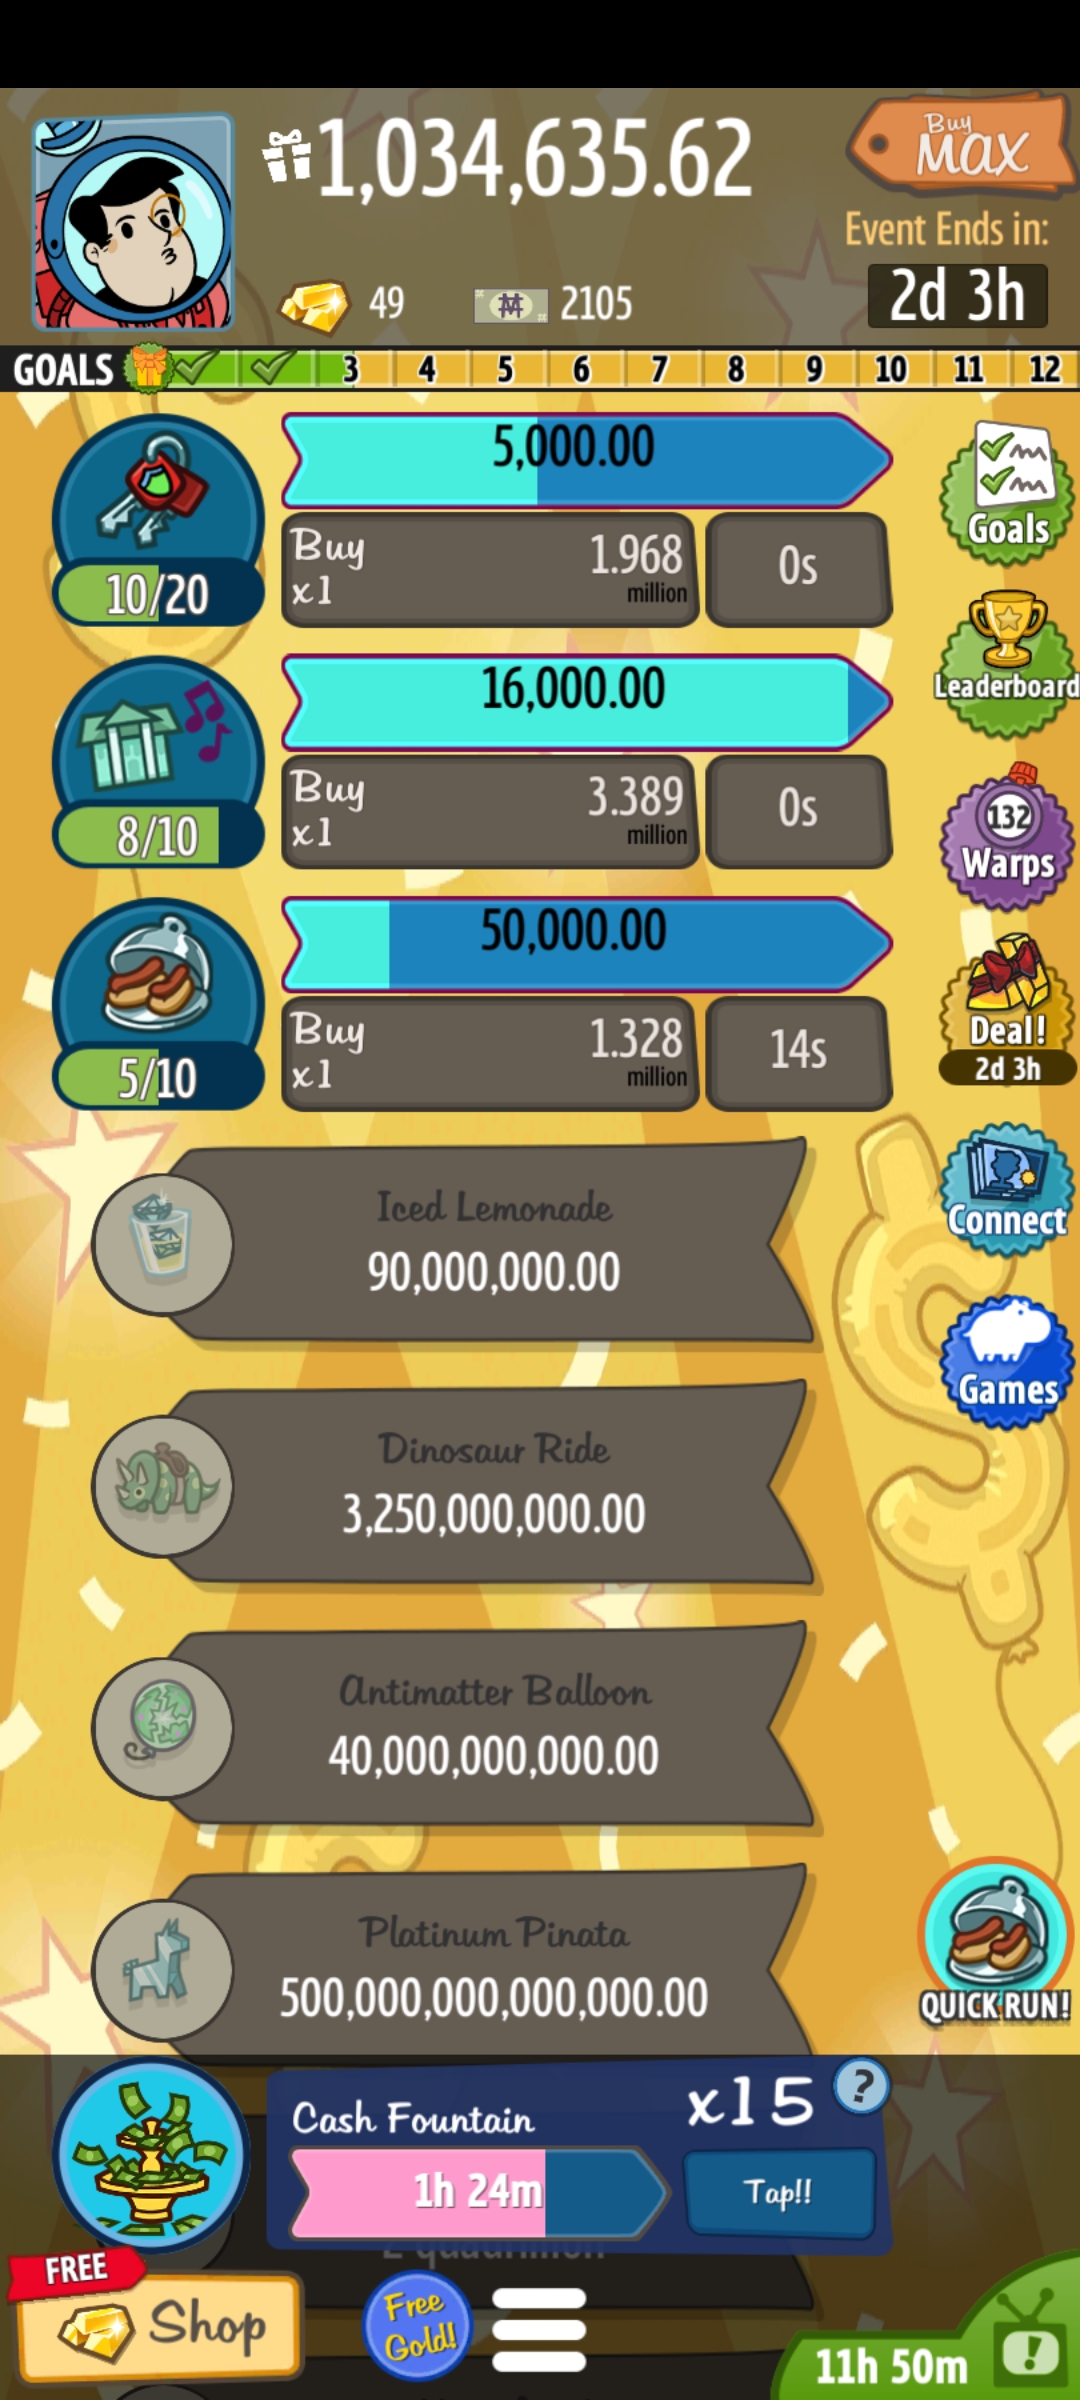 1,034,635.62
Buy
MAX
Event Ends in:
2d 3h
49
2105
GOALS 3 4 5 6 7 8 9 10 11 12
5,000.00
10/20
Buy
x1
1.968
million
0s
Goals
16,000.00
8/10
Buy
x1
3.389
million
0s
Leaderboard
132
Warps
50,000.00
5/10
Buy
x1
1.328
million
14s
Deal!
2d 3h
Iced Lemonade
90,000,000.00
Connect
Dinosaur Ride
3,250,000,000.00
Games
Antimatter Balloon
40,000,000,000.00
Platinum Pinata
500,000,000,000,000.00
QUICK RUN!
Cash Fountain
x15
?
1h 24m
Tap!!
2 quadrillion
FREE
Shop
Free
Gold!
11h 50m